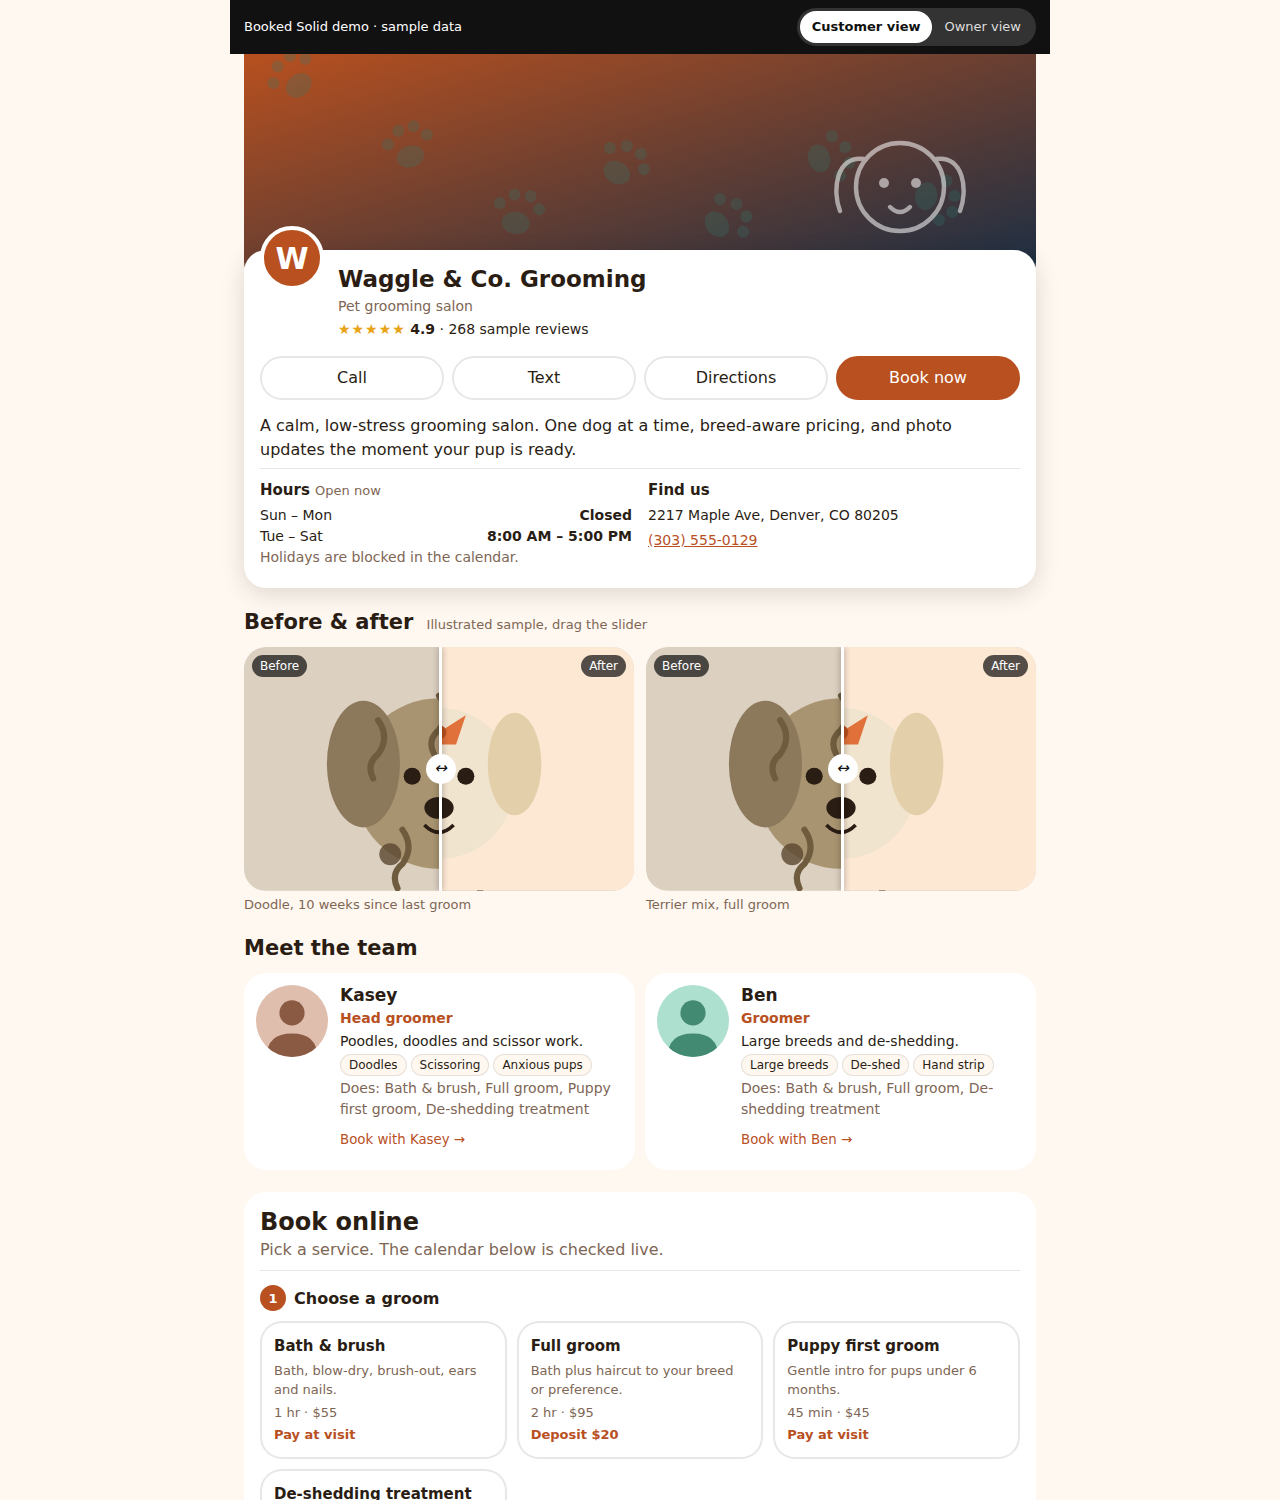 Booked Solid demo · sample data
Customer view
Owner view
W
Waggle & Co. Grooming
Pet grooming salon
★★★★★ 4.9 · 268 sample reviews
Call
Text
Directions
Book now
A calm, low-stress grooming salon. One dog at a time, breed-aware pricing, and photo
updates the moment your pup is ready.
Hours Open now
Sun – Mon Closed
Tue – Sat 8:00 AM – 5:00 PM
Holidays are blocked in the calendar.
Find us
2217 Maple Ave, Denver, CO 80205
(303) 555-0129
Before & after Illustrated sample, drag the slider
Before
After
↔
Doodle, 10 weeks since last groom
Before
After
↔
Terrier mix, full groom
Meet the team
Kasey
Head groomer
Poodles, doodles and scissor work.
Doodles Scissoring Anxious pups
Does: Bath & brush, Full groom, Puppy
first groom, De-shedding treatment
Book with Kasey →
Ben
Groomer
Large breeds and de-shedding.
Large breeds De-shed Hand strip
Does: Bath & brush, Full groom, De-
shedding treatment
Book with Ben →
Book online
Pick a service. The calendar below is checked live.
1 Choose a groom
Bath & brush
Bath, blow-dry, brush-out, ears
and nails.
1 hr · $55
Pay at visit
Full groom
Bath plus haircut to your breed
or preference.
2 hr · $95
Deposit $20
Puppy first groom
Gentle intro for pups under 6
months.
45 min · $45
Pay at visit
De-shedding treatment